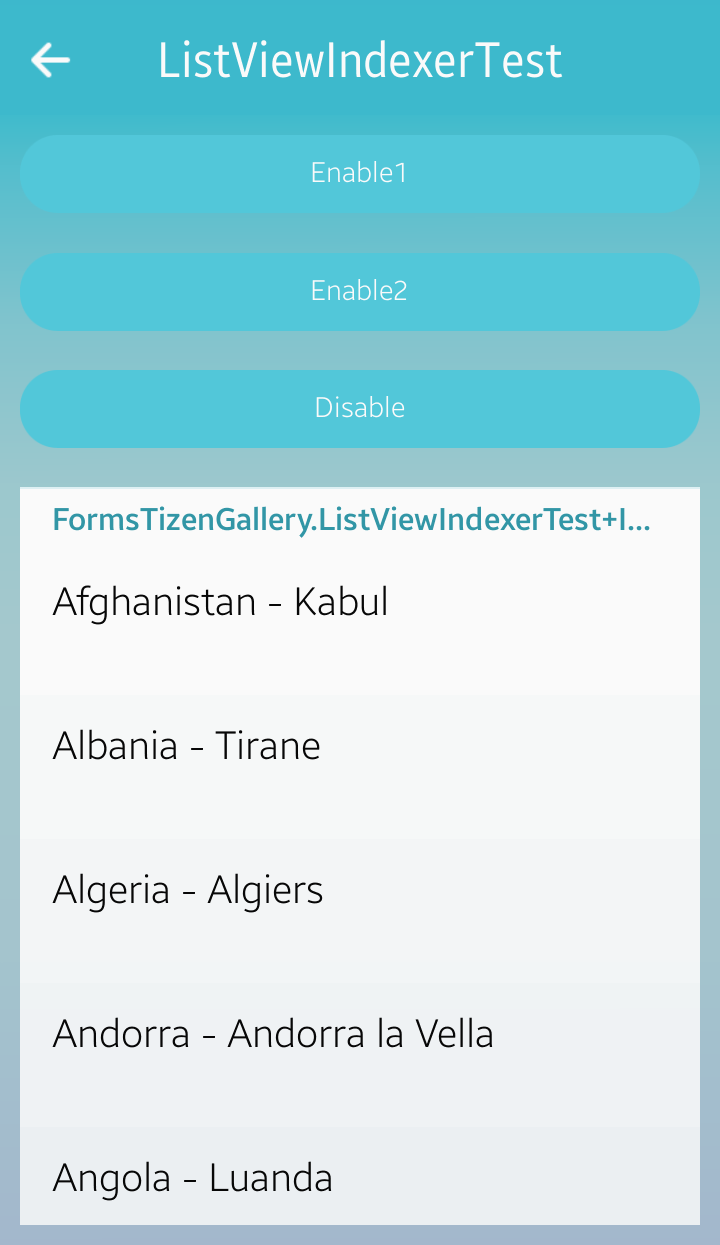 ListViewIndexerTest
Enable1
Enable2
Disable
FormsTizenGallery.ListViewIndexerTest+I...
Afghanistan - Kabul
Albania - Tirane
Algeria - Algiers
Andorra - Andorra la Vella
Angola - Luanda